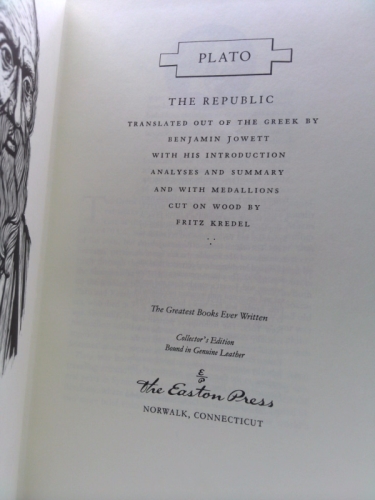 PLATO
THE REPUBLIC
TRANSLATED OUT OF THE GREEK BY
BENJAMIN JOWETT
WITH HIS INTRODUCTION
ANALYSES AND SUMMARY
AND WITH MEDALLIONS
CUT ON WOOD BY
FRITZ KREDEL
The Greatest Books Ever Written
Collector's Edition
Bound in Genuine Leather
E
P
The Easton Press
NORWALK, CONNECTICUT